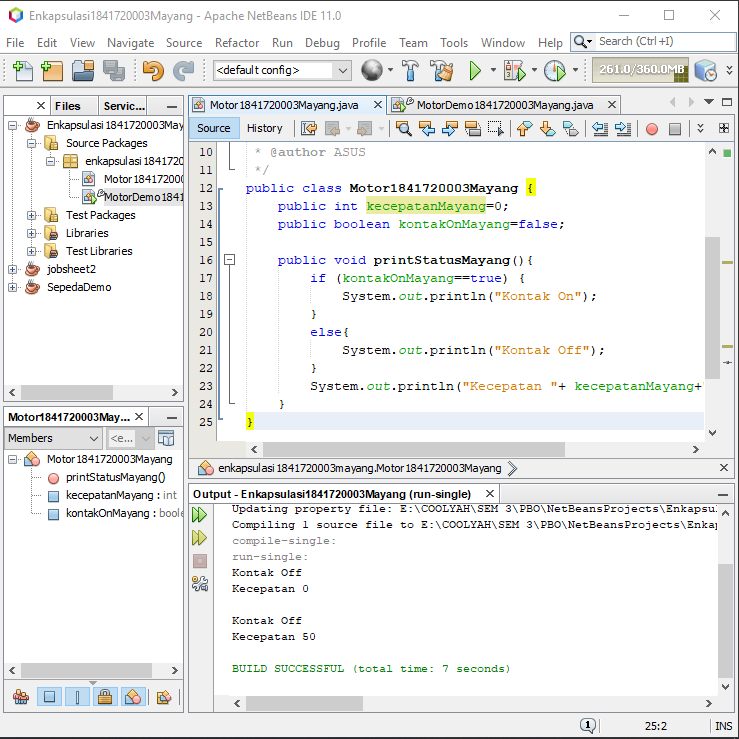 Enkapsulasi1841720003Mayang - Apache NetBeans IDE 11.0
File Edit View Navigate Source Refactor Run Debug Profile Team Tools Window Help Search (Ctrl+I)
<default config> 261.0/360.0MB
Files Servic...
Enkapsulasi1841720003May
Source Packages
enkapsulasi1841720
Motor1841720003
MotorDemo1841
Test Packages
Libraries
Test Libraries
jobsheet2
SepedaDemo
Motor1841720003Mayang.java MotorDemo1841720003Mayang.java
Source History
10 * @author ASUS
11 */
12 public class Motor1841720003Mayang {
13 public int kecepatanMayang=0;
14 public boolean kontakOnMayang=false;
15
16 public void printStatusMayang(){
17 if (kontakOnMayang==true) {
18 System.out.println("Kontak On");
19 }
20 else{
21 System.out.println("Kontak Off");
22 }
23 System.out.println("Kecepatan "+ kecepatanMayang+"
24 }
25 }
enkapsulasi1841720003mayang.Motor1841720003Mayang
Motor1841720003May...
Members <e...
Motor1841720003Mayang
printStatusMayang()
kecepatanMayang : int
kontakOnMayang : boole
Output - Enkapsulasi1841720003Mayang (run-single)
Updating property file: E:\COOLYAH\SEM 3\PBO\NetBeansProjects\Enkapsul
Compiling 1 source file to E:\COOLYAH\SEM 3\PBO\NetBeansProjects\Enkap
compile-single:
run-single:
Kontak Off
Kecepatan 0
Kontak Off
Kecepatan 50
BUILD SUCCESSFUL (total time: 7 seconds)
1 25:2 INS